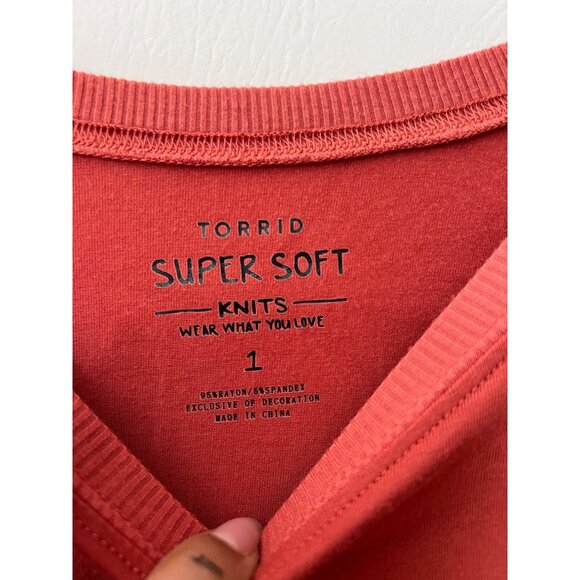 TORRID
SUPER SOFT
KNITS
WEAR WHAT YOU LOVE
1
95%RAYON/5%SPANDEX
EXCLUSIVE OF DECORATION
MADE IN CHINA